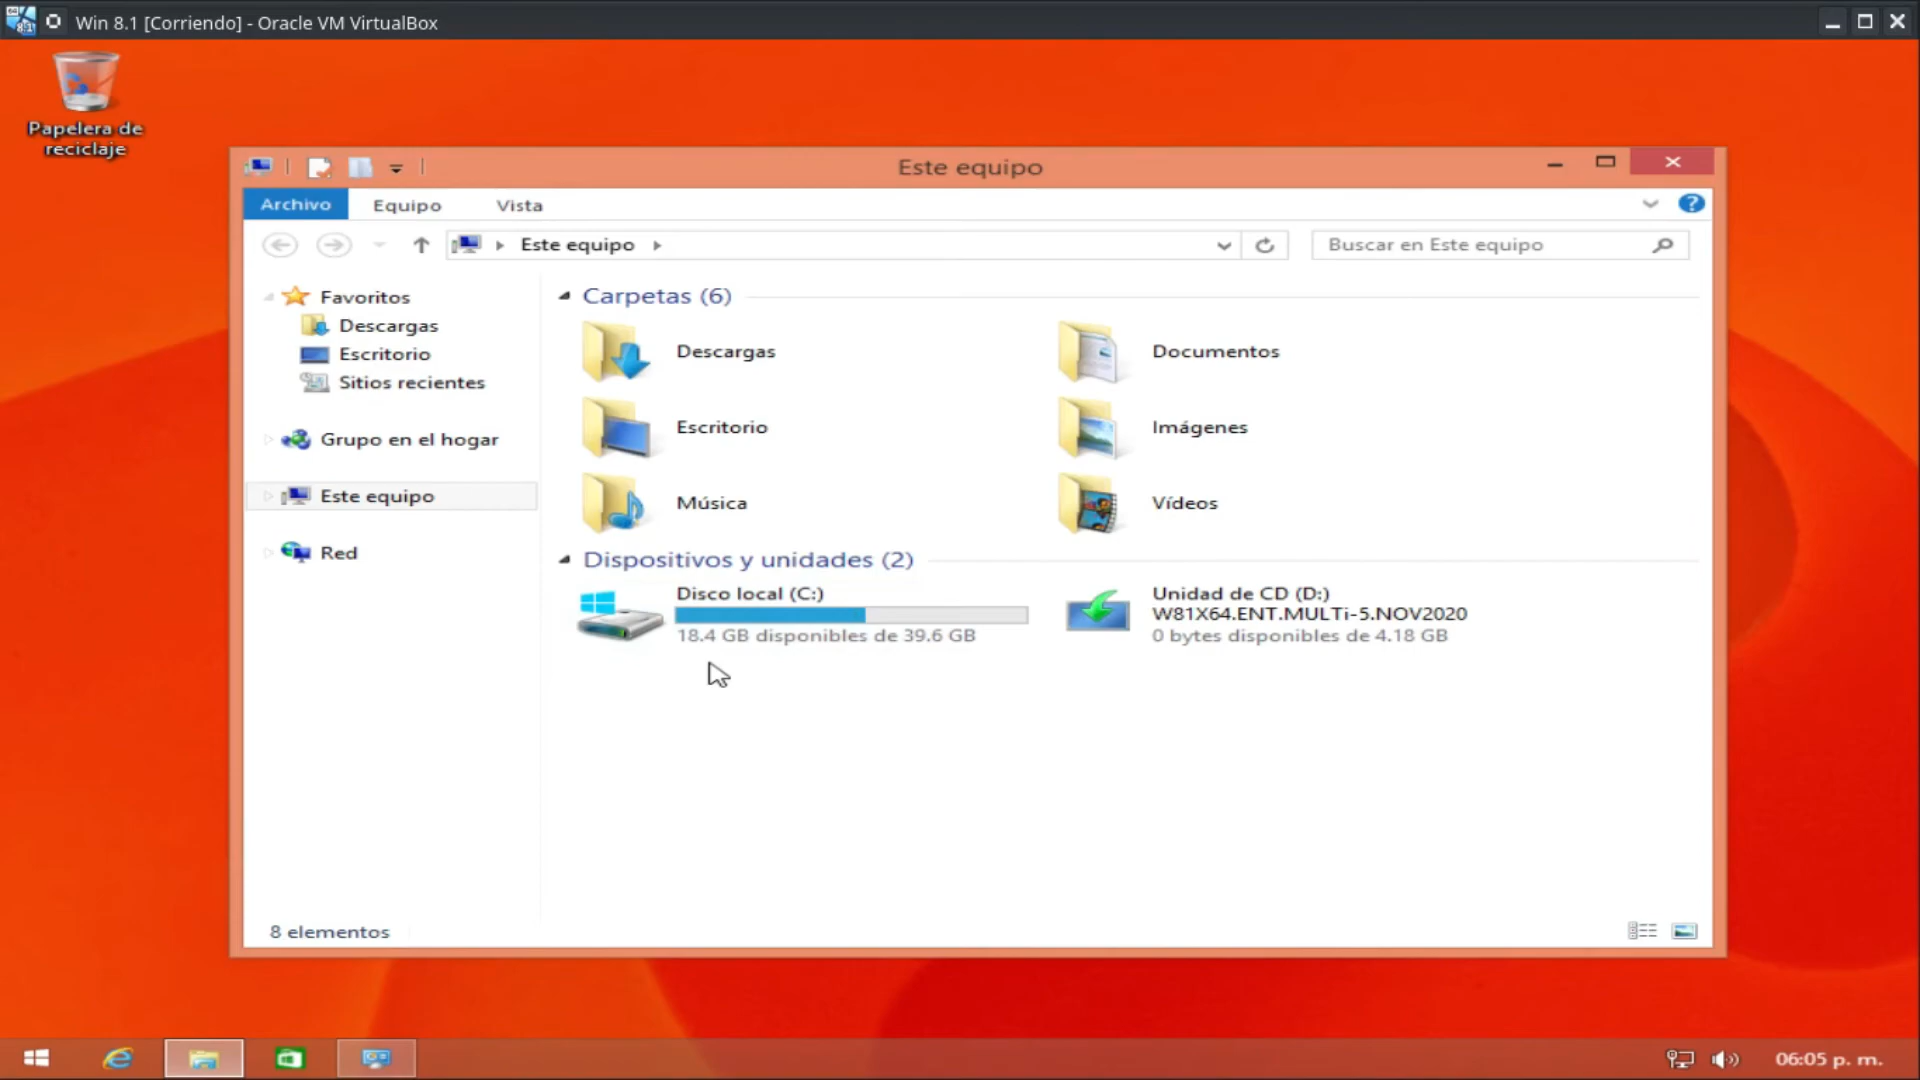 Win 8.1 [Corriendo] - Oracle VM VirtualBox
Papelera de
reciclaje
Este equipo
Archivo
Equipo
Vista
Este equipo
Buscar en Este equipo
Favoritos
Descargas
Escritorio
Sitios recientes
Grupo en el hogar
Este equipo
Red
Carpetas (6)
Descargas
Documentos
Escritorio
Imágenes
Música
Vídeos
Dispositivos y unidades (2)
Disco local (C:)
18.4 GB disponibles de 39.6 GB
Unidad de CD (D:)
W81X64.ENT.MULTi-5.NOV2020
0 bytes disponibles de 4.18 GB
8 elementos
06:05 p. m.